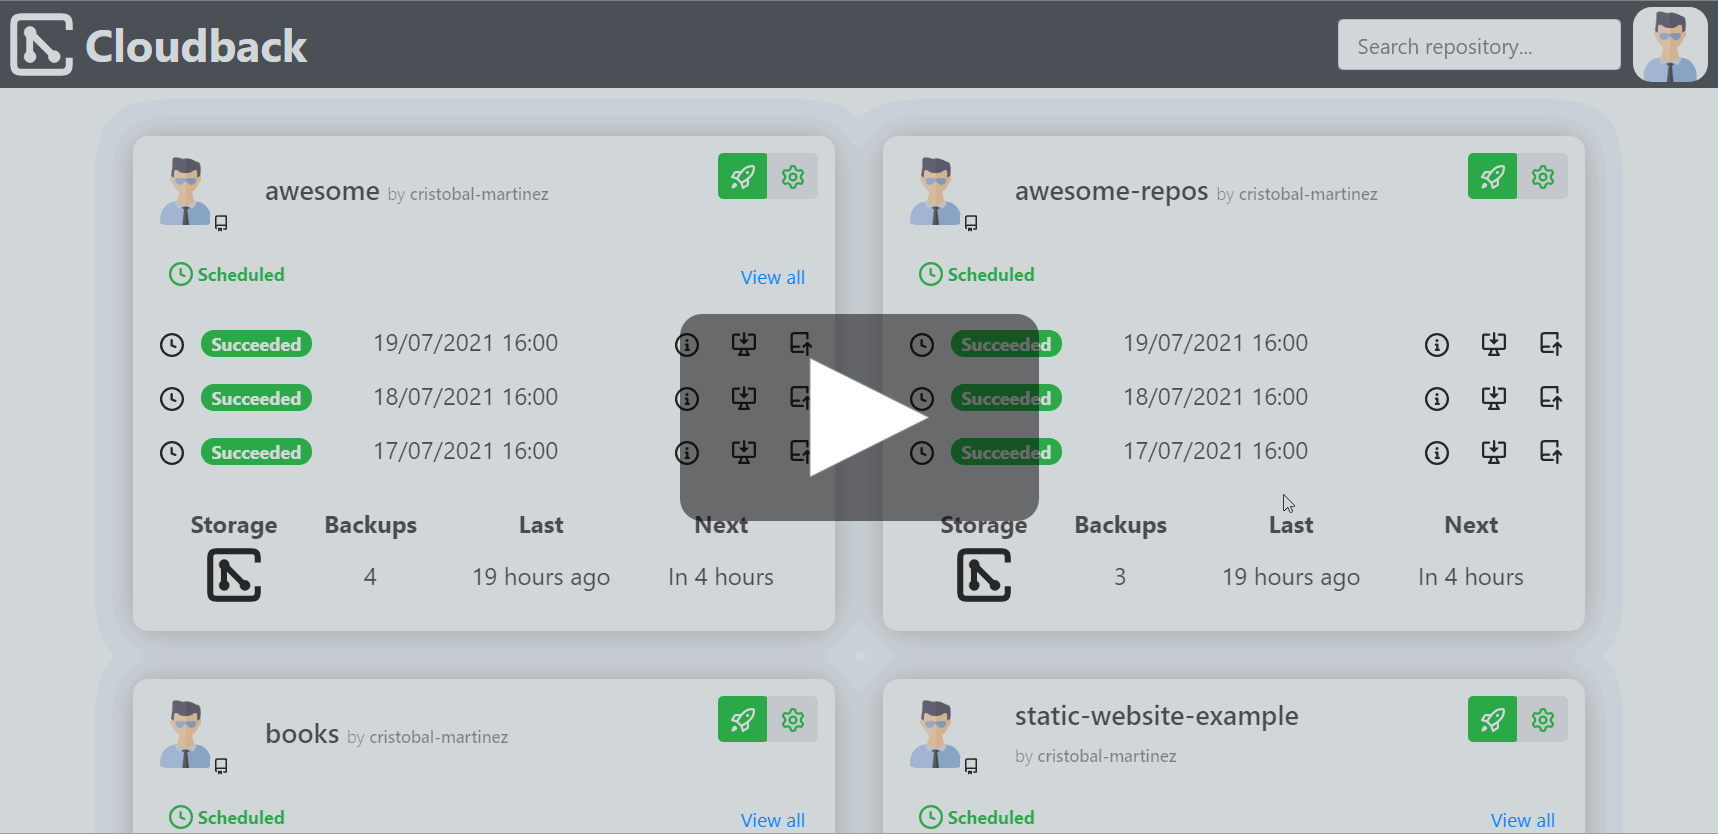 Cloudback
Search repository...
awesome by cristobal-martinez
Scheduled
View all
Succeeded 19/07/2021 16:00
Succeeded 18/07/2021 16:00
Succeeded 17/07/2021 16:00
Storage Backups Last Next
4 19 hours ago In 4 hours
awesome-repos by cristobal-martinez
Scheduled
Succeeded 19/07/2021 16:00
Succeeded 18/07/2021 16:00
Succeeded 17/07/2021 16:00
Storage Backups Last Next
3 19 hours ago In 4 hours
books by cristobal-martinez
Scheduled
View all
static-website-example
by cristobal-martinez
Scheduled
View all